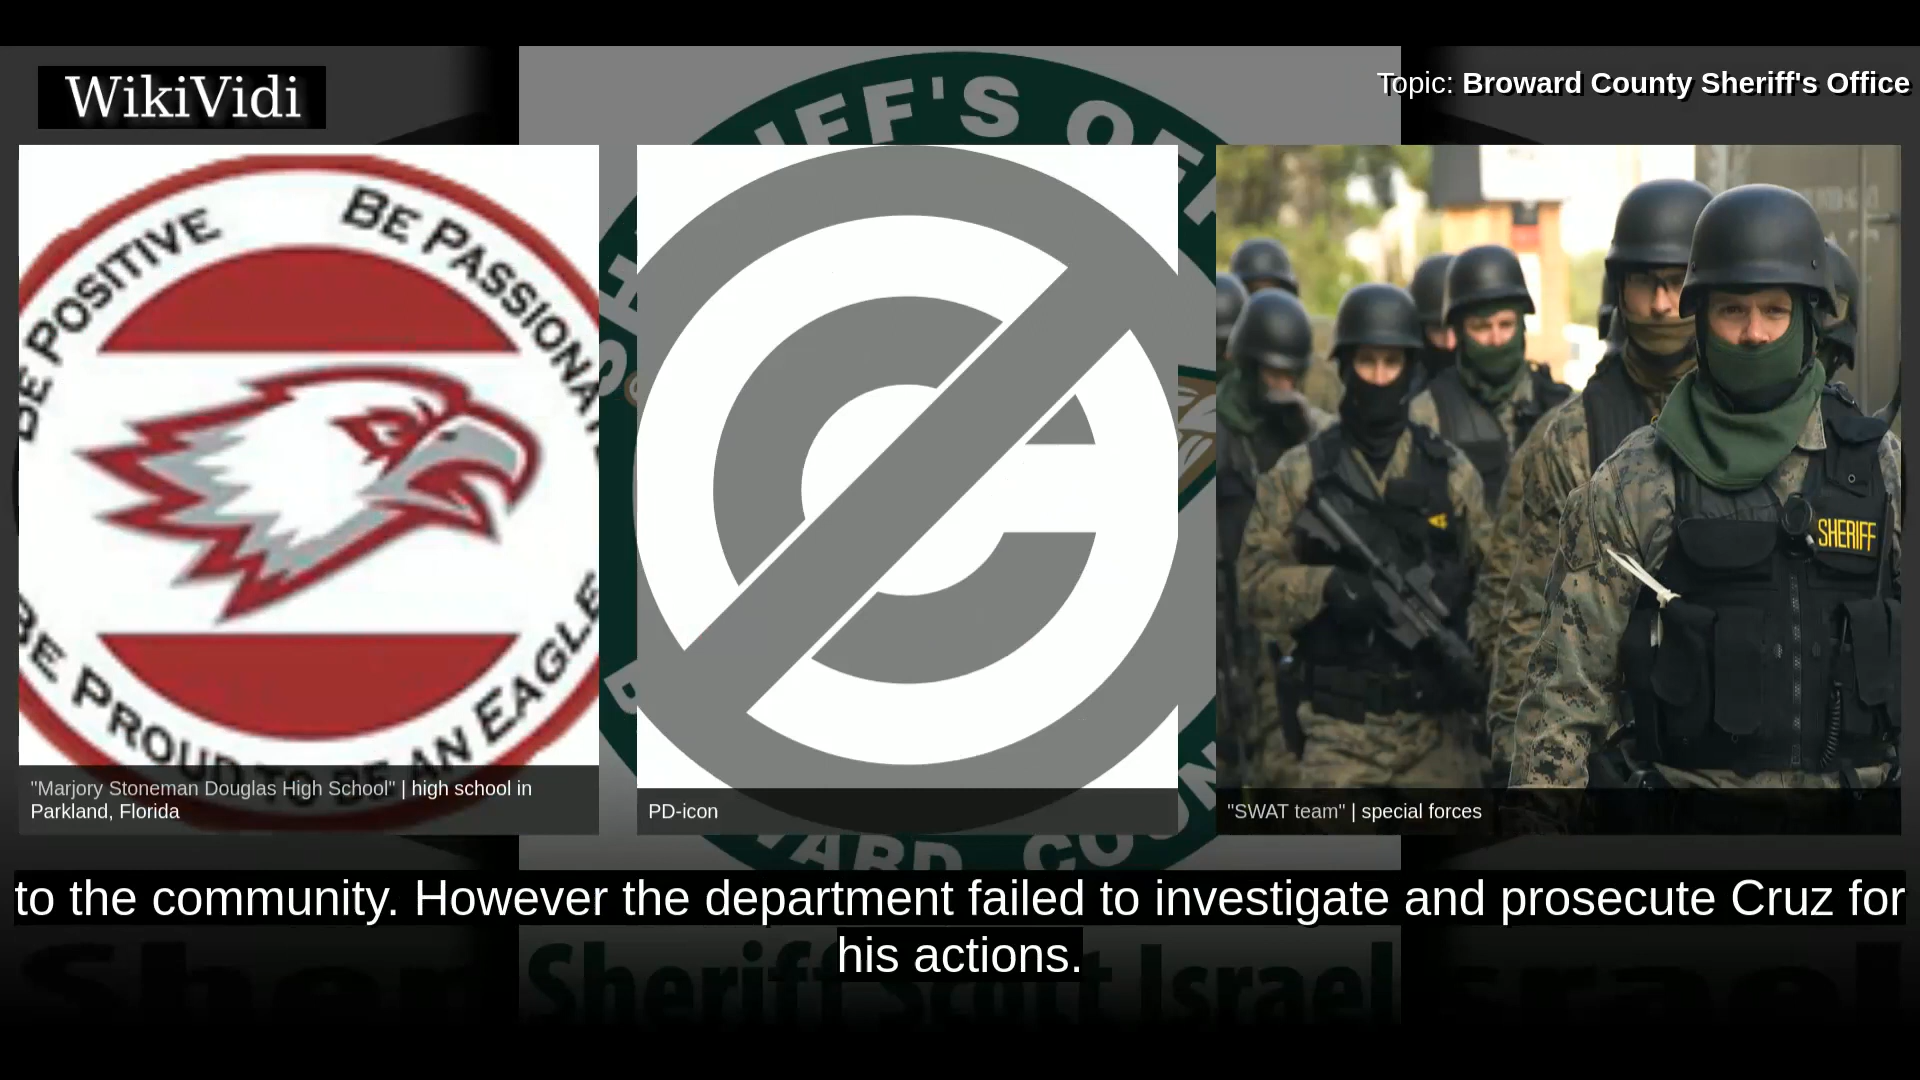 WikiVidi
Topic: Broward County Sheriff's Office
SHERIFF'S OF
BE POSITIVE
BE PASSIONATE
BE PROUD TO BE AN EAGLE
SHERIFF
"Marjory Stoneman Douglas High School" | high school in
Parkland, Florida
PD-icon
"SWAT team" | special forces
to the community. However the department failed to investigate and prosecute Cruz for
his actions.
Sheriff Scott Israel